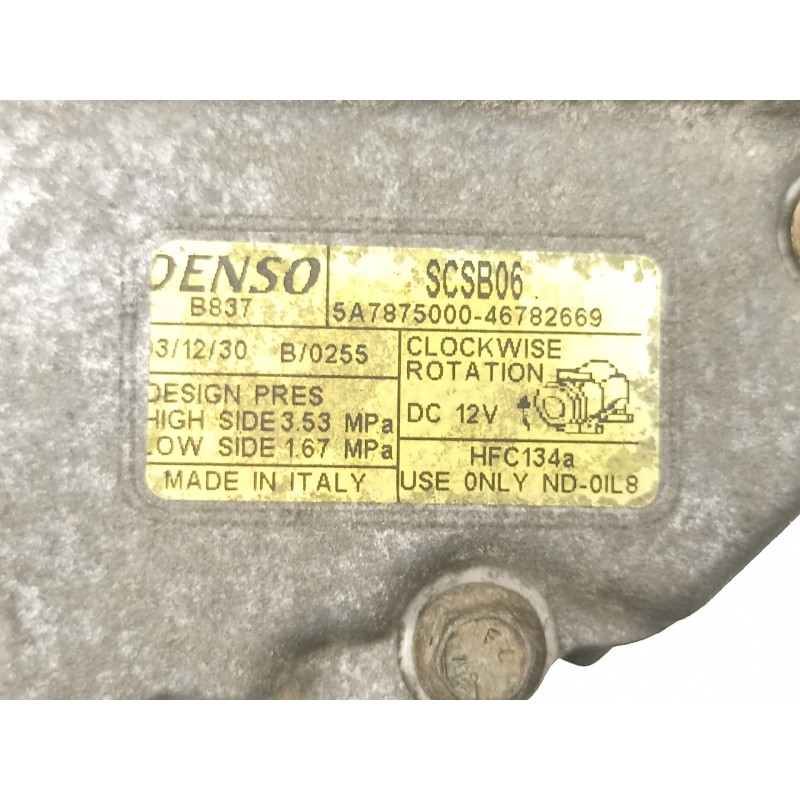 DENSO
B837
SCSB06
5A7875000-46782669
03/12/30 B/0255
CLOCKWISE
ROTATION
DC 12V
DESIGN PRES
HIGH SIDE 3.53 MPa
LOW SIDE 1.67 MPa
MADE IN ITALY
HFC134a
USE ONLY ND-OIL8